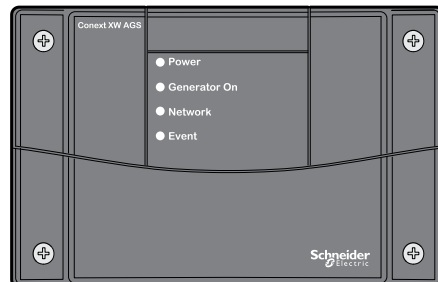 Conext XW AGS
Power
Generator On
Network
Event
Schneider
Electric